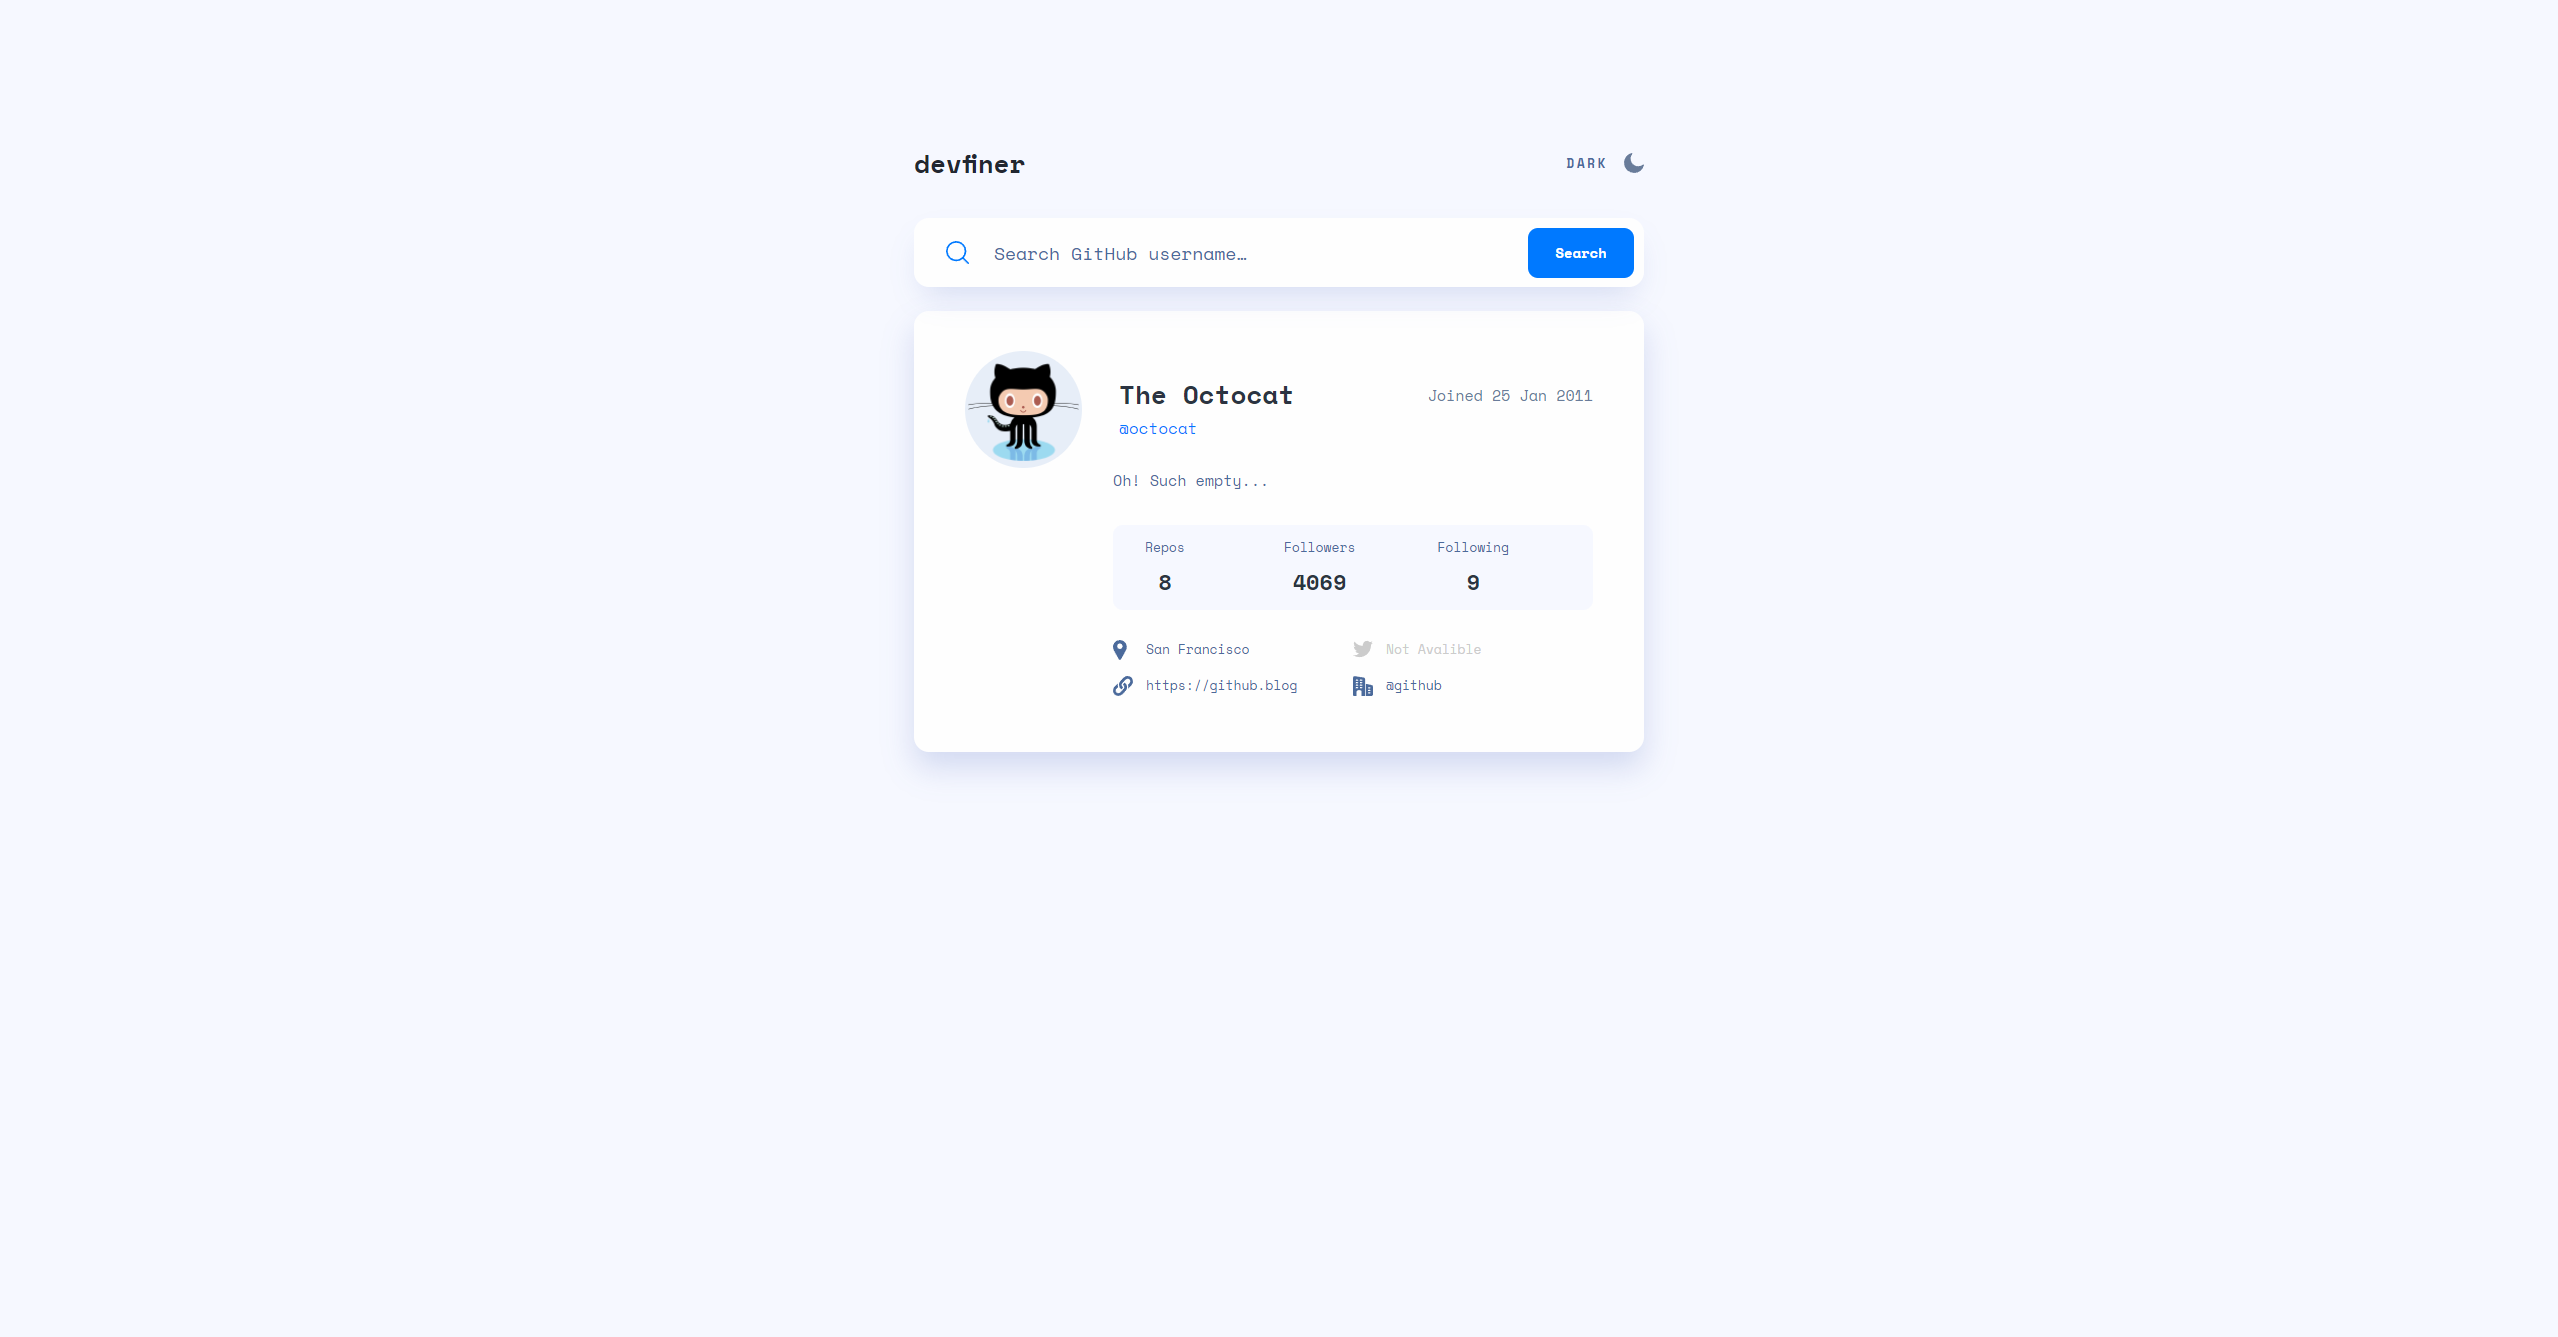 devfiner
DARK
Search GitHub username…
Search
The Octocat
Joined 25 Jan 2011
@octocat
Oh! Such empty...
Repos Followers Following
8 4069 9
San Francisco
Not Avalible
https://github.blog
@github